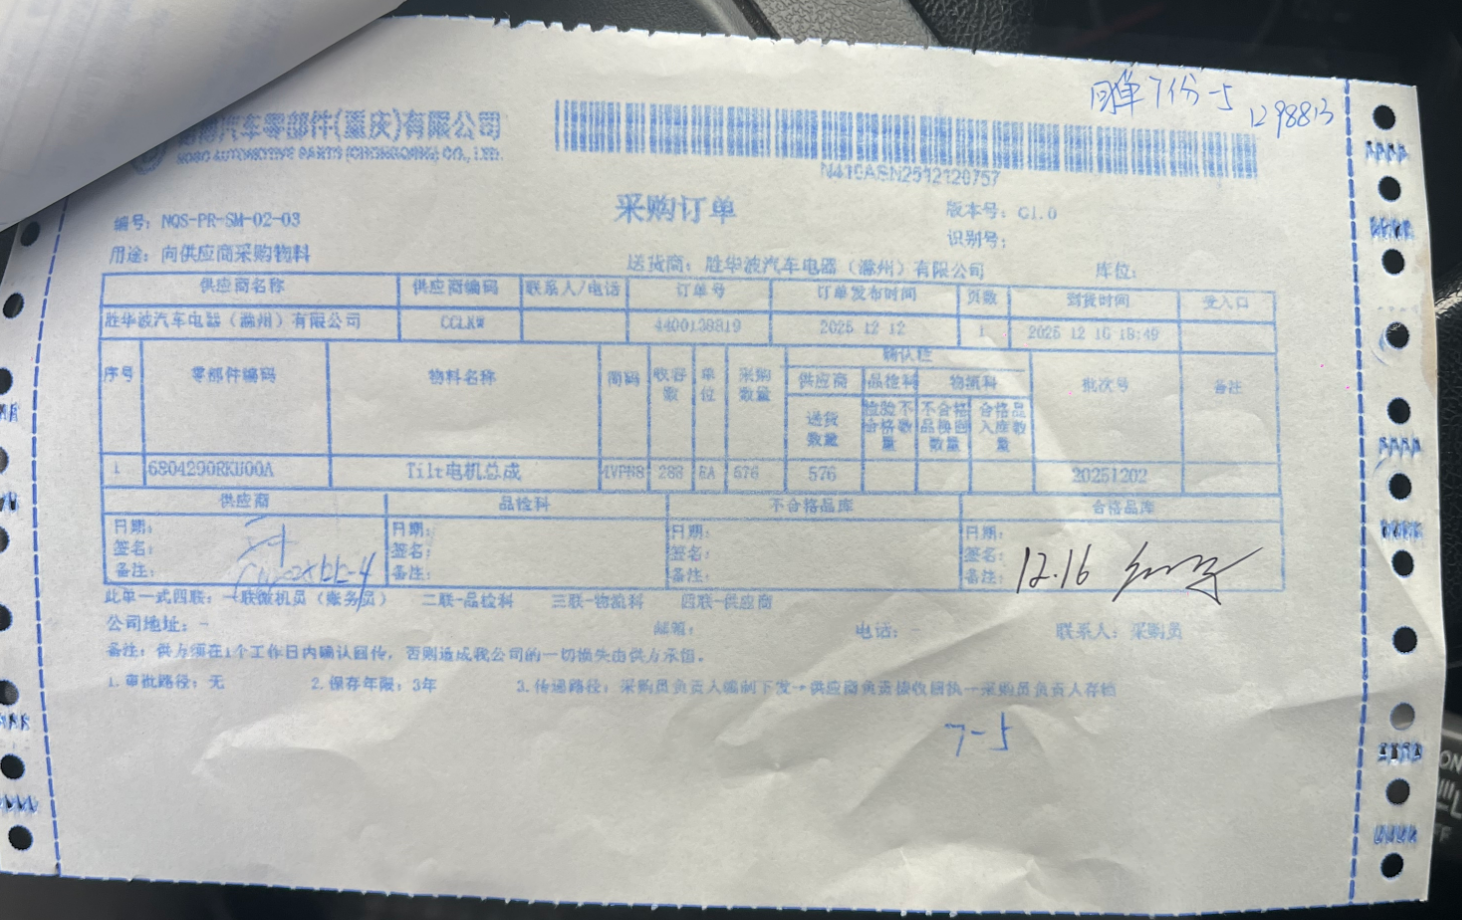 回单7份-5
129883
汽车零部件(重庆)有限公司
AUTOMOTIVE PARTS (CHONGQING) CO., LTD.
N410ASN2512120757
采购订单
编号：NQS-PR-SM-02-03
版本号：G1.0
识别号：
用途：向供应商采购物料
送货商：胜华波汽车电器（滁州）有限公司
库位：
供应商名称 供应商编码 联系人/电话 订单号 订单发布时间 页数 到货时间 受入口
胜华波汽车电器（滁州）有限公司 CCLKW 4400138819 2025 12 12 1 2025 12 16 18:49
序号 零部件编码 物料名称 简码 收容数 单位 采购数量 确认栏 批次号 备注
供应商 品检科 物流科
送货数量 检验不合格数量 不合格品换回数量 合格品入库数量
1 6804290RKU00A Tilt电机总成 4VPB8 288 EA 576 576 20251202
供应商 品检科 不合格品库 合格品库
日期： 日期： 日期： 日期：
签名： 签名： 签名： 签名：
备注： 备注： 备注： 备注：
12.16
此单一式四联：一联微机员（账务员） 二联-品检科 三联-物流科 四联-供应商
公司地址：- 邮箱： 电话：- 联系人：采购员
备注：供方须在1个工作日内确认回传，否则造成我公司的一切损失由供方承担。
1.审批路径：无 2.保存年限：3年 3.传递路径：采购员负责人编制下发→供应商负责接收回执→采购员负责人存档
7-5